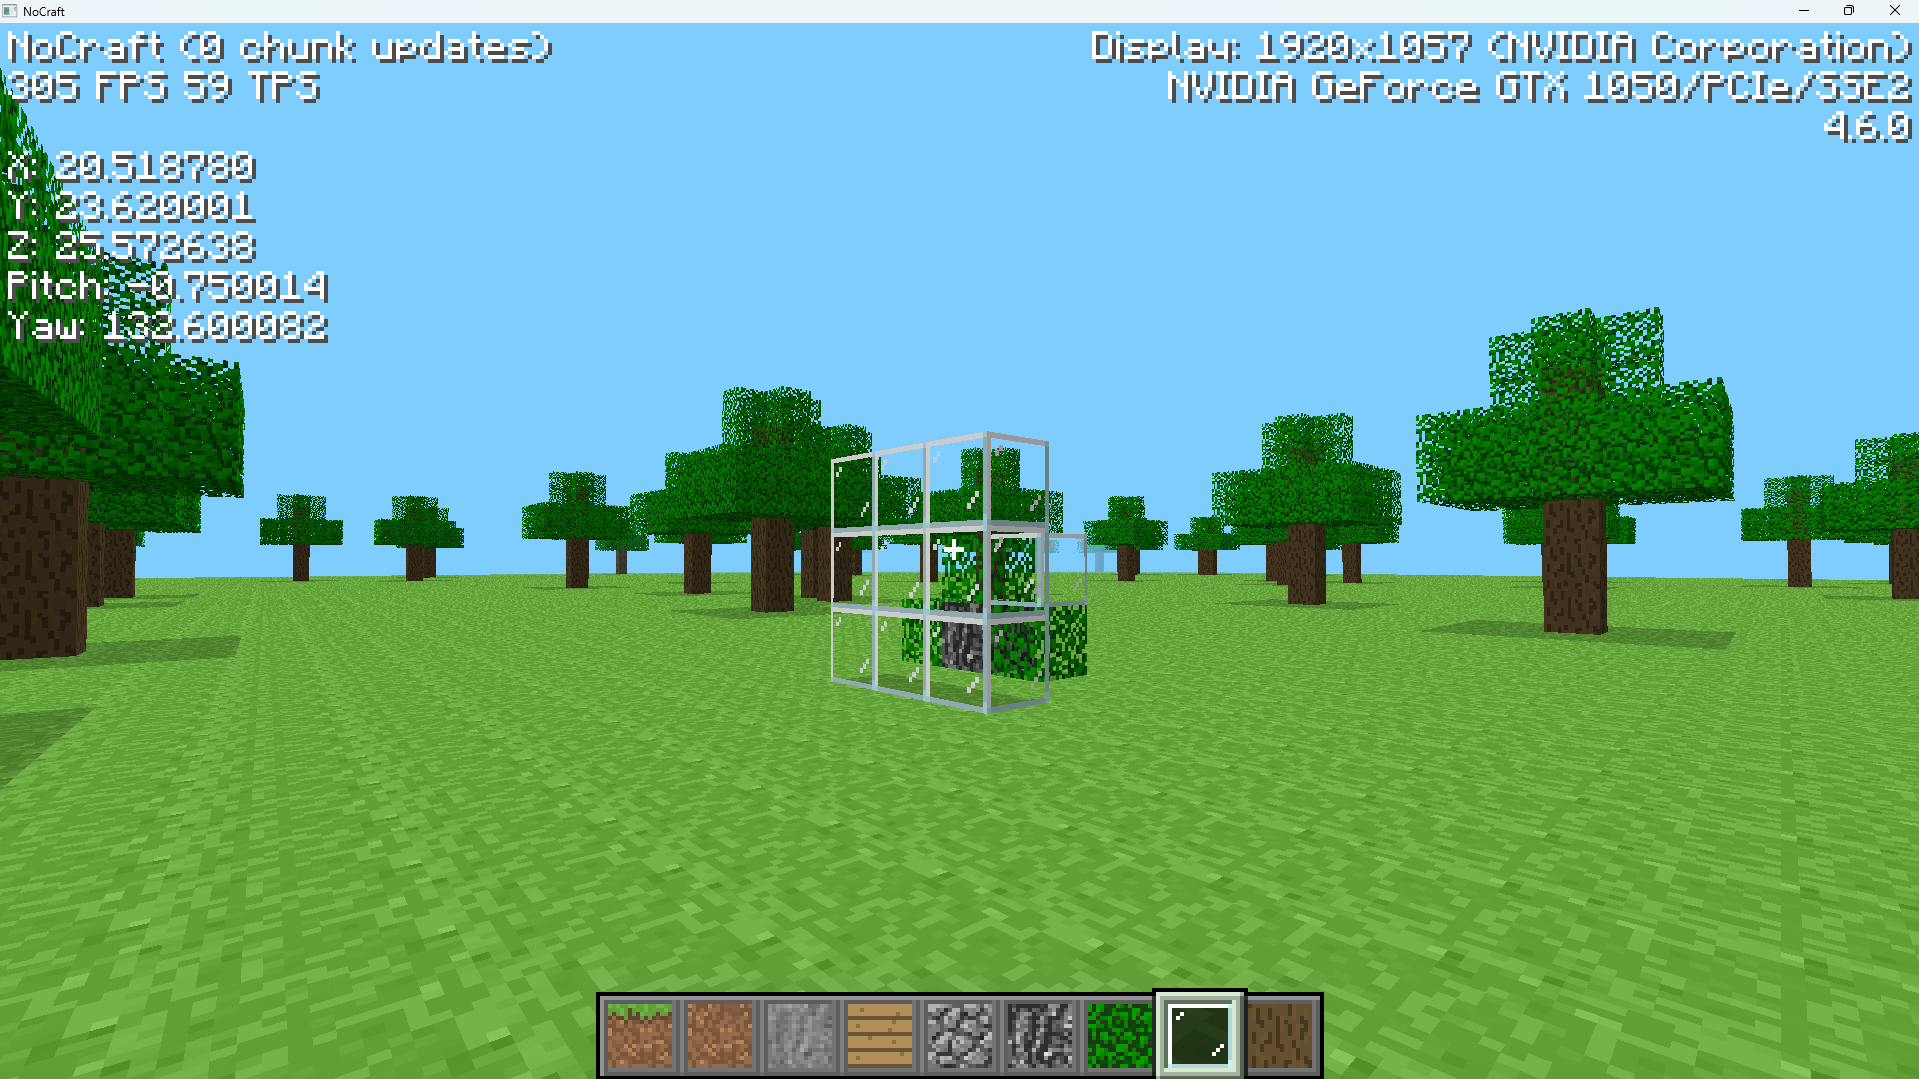 NoCraft
NoCraft (0 chunk updates)
305 FPS 59 TPS
X: 20.518780
Y: 23.620001
Z: 25.572638
Pitch: -0.750014
Yaw: 132.600082
Display: 1920x1057 (NVIDIA Corporation)
NVIDIA GeForce GTX 1050/PCIe/SSE2
4.6.0